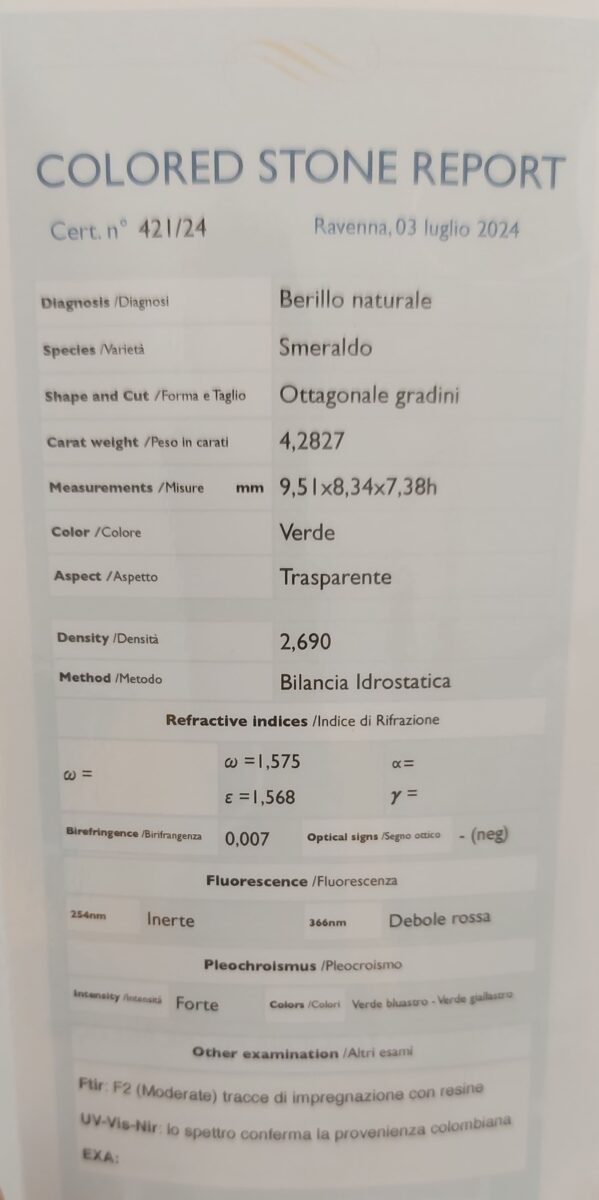 COLORED STONE REPORT
Cert. n° 421/24 Ravenna, 03 luglio 2024
Diagnosis /Diagnosi Berillo naturale
Species /Varietà Smeraldo
Shape and Cut /Forma e Taglio Ottagonale gradini
Carat weight /Peso in carati 4,2827
Measurements /Misure mm 9,51x8,34x7,38h
Color /Colore Verde
Aspect /Aspetto Trasparente
Density /Densità 2,690
Method /Metodo Bilancia Idrostatica
Refractive indices /Indice di Rifrazione
ω = ω =1,575 α=
ε =1,568 γ =
Birefringence /Birifrangenza 0,007 Optical signs /Segno ottico - (neg)
Fluorescence /Fluorescenza
254nm Inerte 366nm Debole rossa
Pleochroismus /Pleocroismo
Intensity /Intensità Forte Colors /Colori Verde bluastro - Verde giallastro
Other examination /Altri esami
Ftir: F2 (Moderate) tracce di impregnazione con resine
UV-Vis-Nir: lo spettro conferma la provenienza colombiana
EXA: